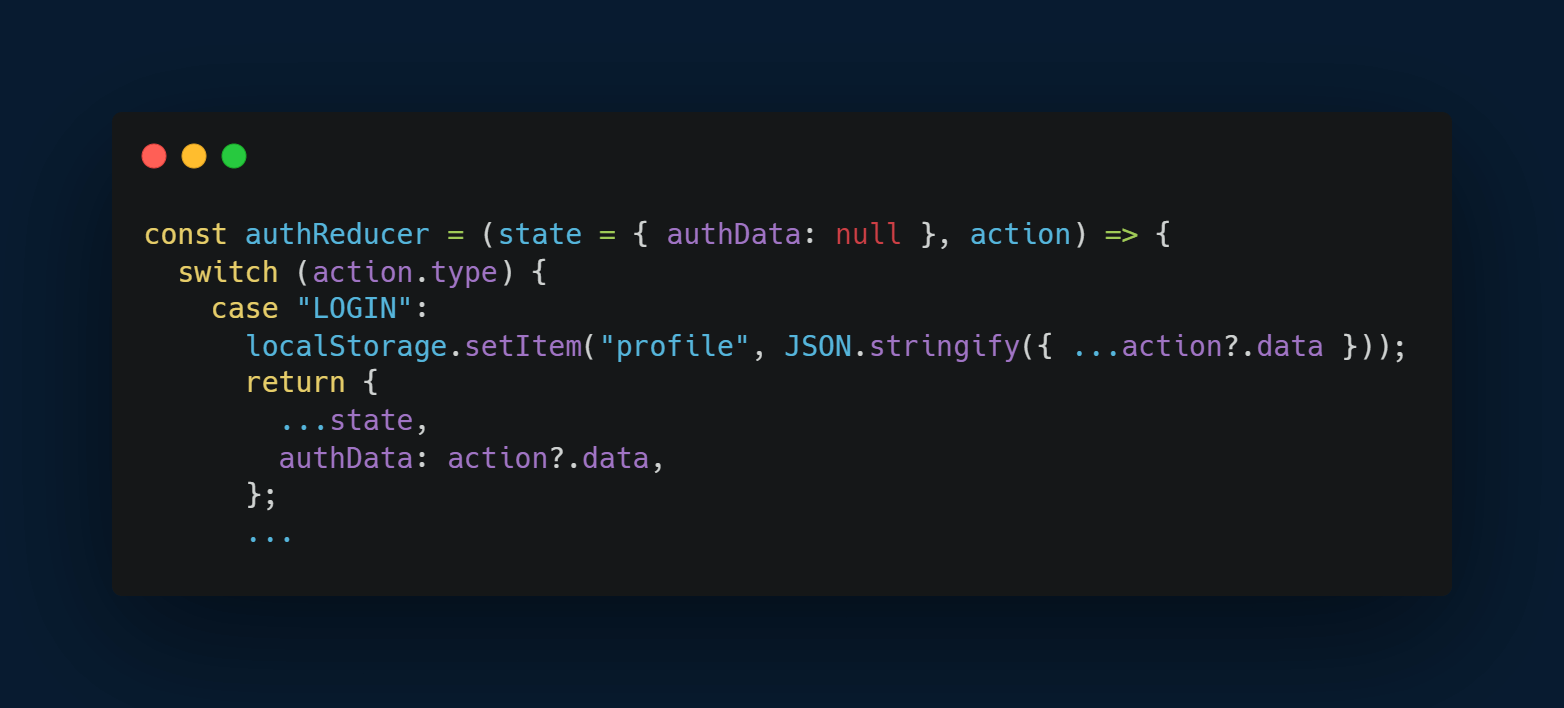 const authReducer = (state = { authData: null }, action) => {
  switch (action.type) {
    case "LOGIN":
      localStorage.setItem("profile", JSON.stringify({ ...action?.data }));
      return {
        ...state,
        authData: action?.data,
      };
      ...